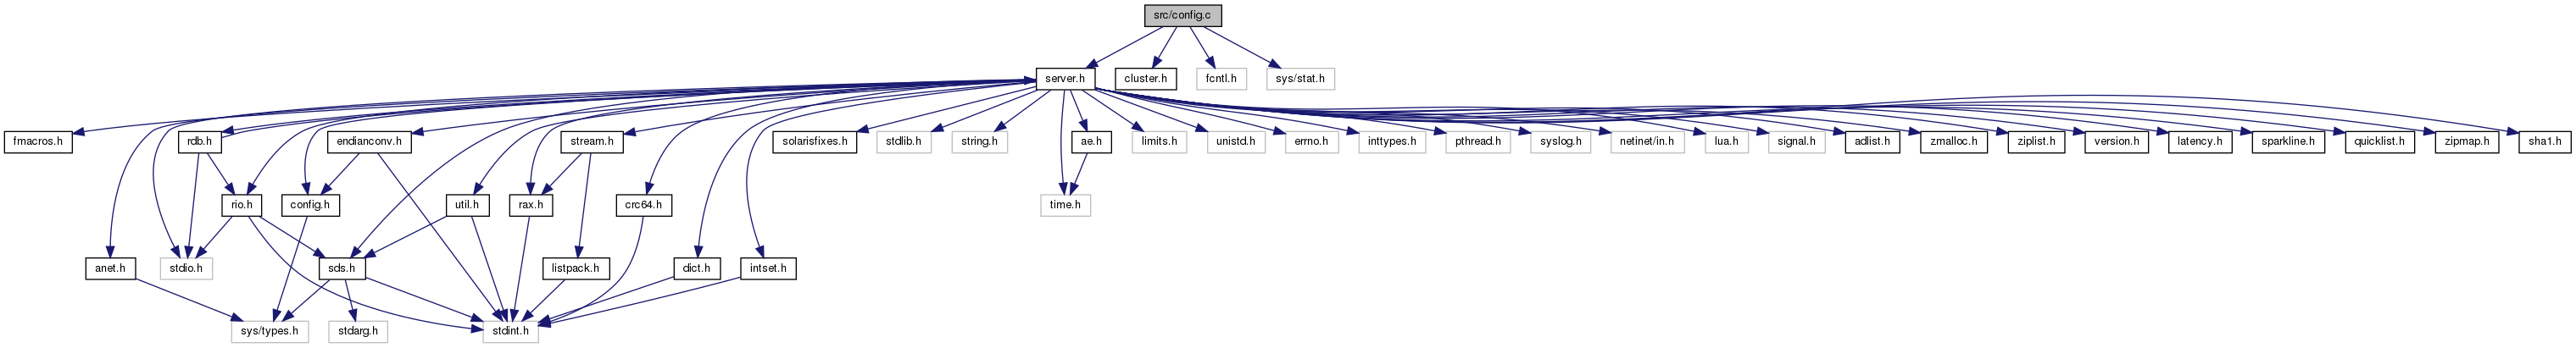 src/config.c
server.h
cluster.h
fcntl.h
sys/stat.h
fmacros.h
rdb.h
endianconv.h
stream.h
solarisfixes.h
stdlib.h
string.h
ae.h
limits.h
unistd.h
errno.h
inttypes.h
pthread.h
syslog.h
netinet/in.h
lua.h
signal.h
adlist.h
zmalloc.h
ziplist.h
version.h
latency.h
sparkline.h
quicklist.h
zipmap.h
sha1.h
rio.h
config.h
util.h
rax.h
crc64.h
time.h
anet.h
stdio.h
sds.h
listpack.h
dict.h
intset.h
sys/types.h
stdarg.h
stdint.h